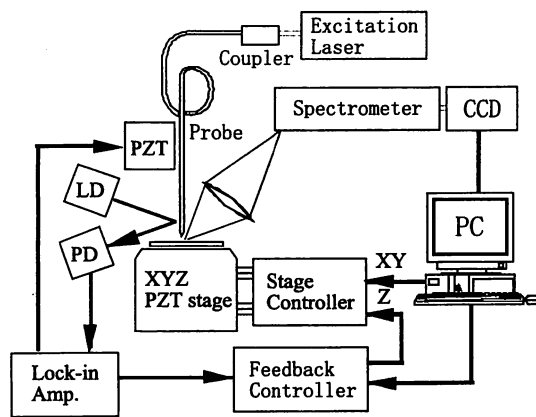 Excitation
Laser
Coupler
Spectrometer
CCD
Probe
PZT
LD
PD
PC
XYZ
PZT stage
Stage
Controller
XY
Z
Lock-in
Amp.
Feedback
Controller